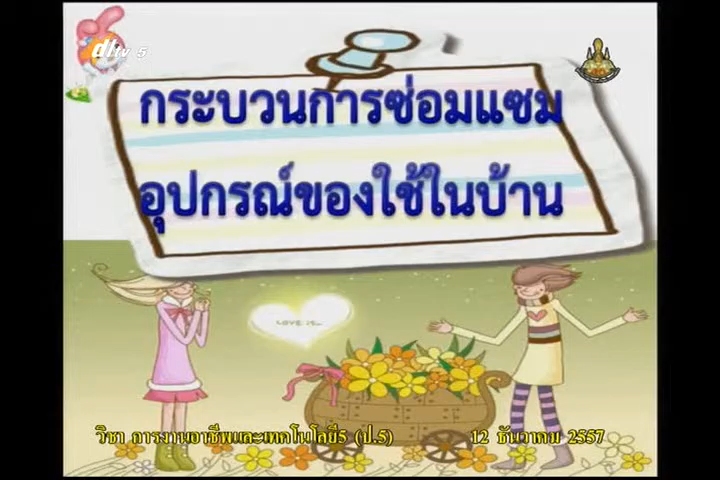 dltv 5
กระบวนการซ่อมแซม
อุปกรณ์ของใช้ในบ้าน
LOVE IS...
วิชา การงานอาชีพและเทคโนโลยี5 (ป.5)
12 ธันวาคม 2557